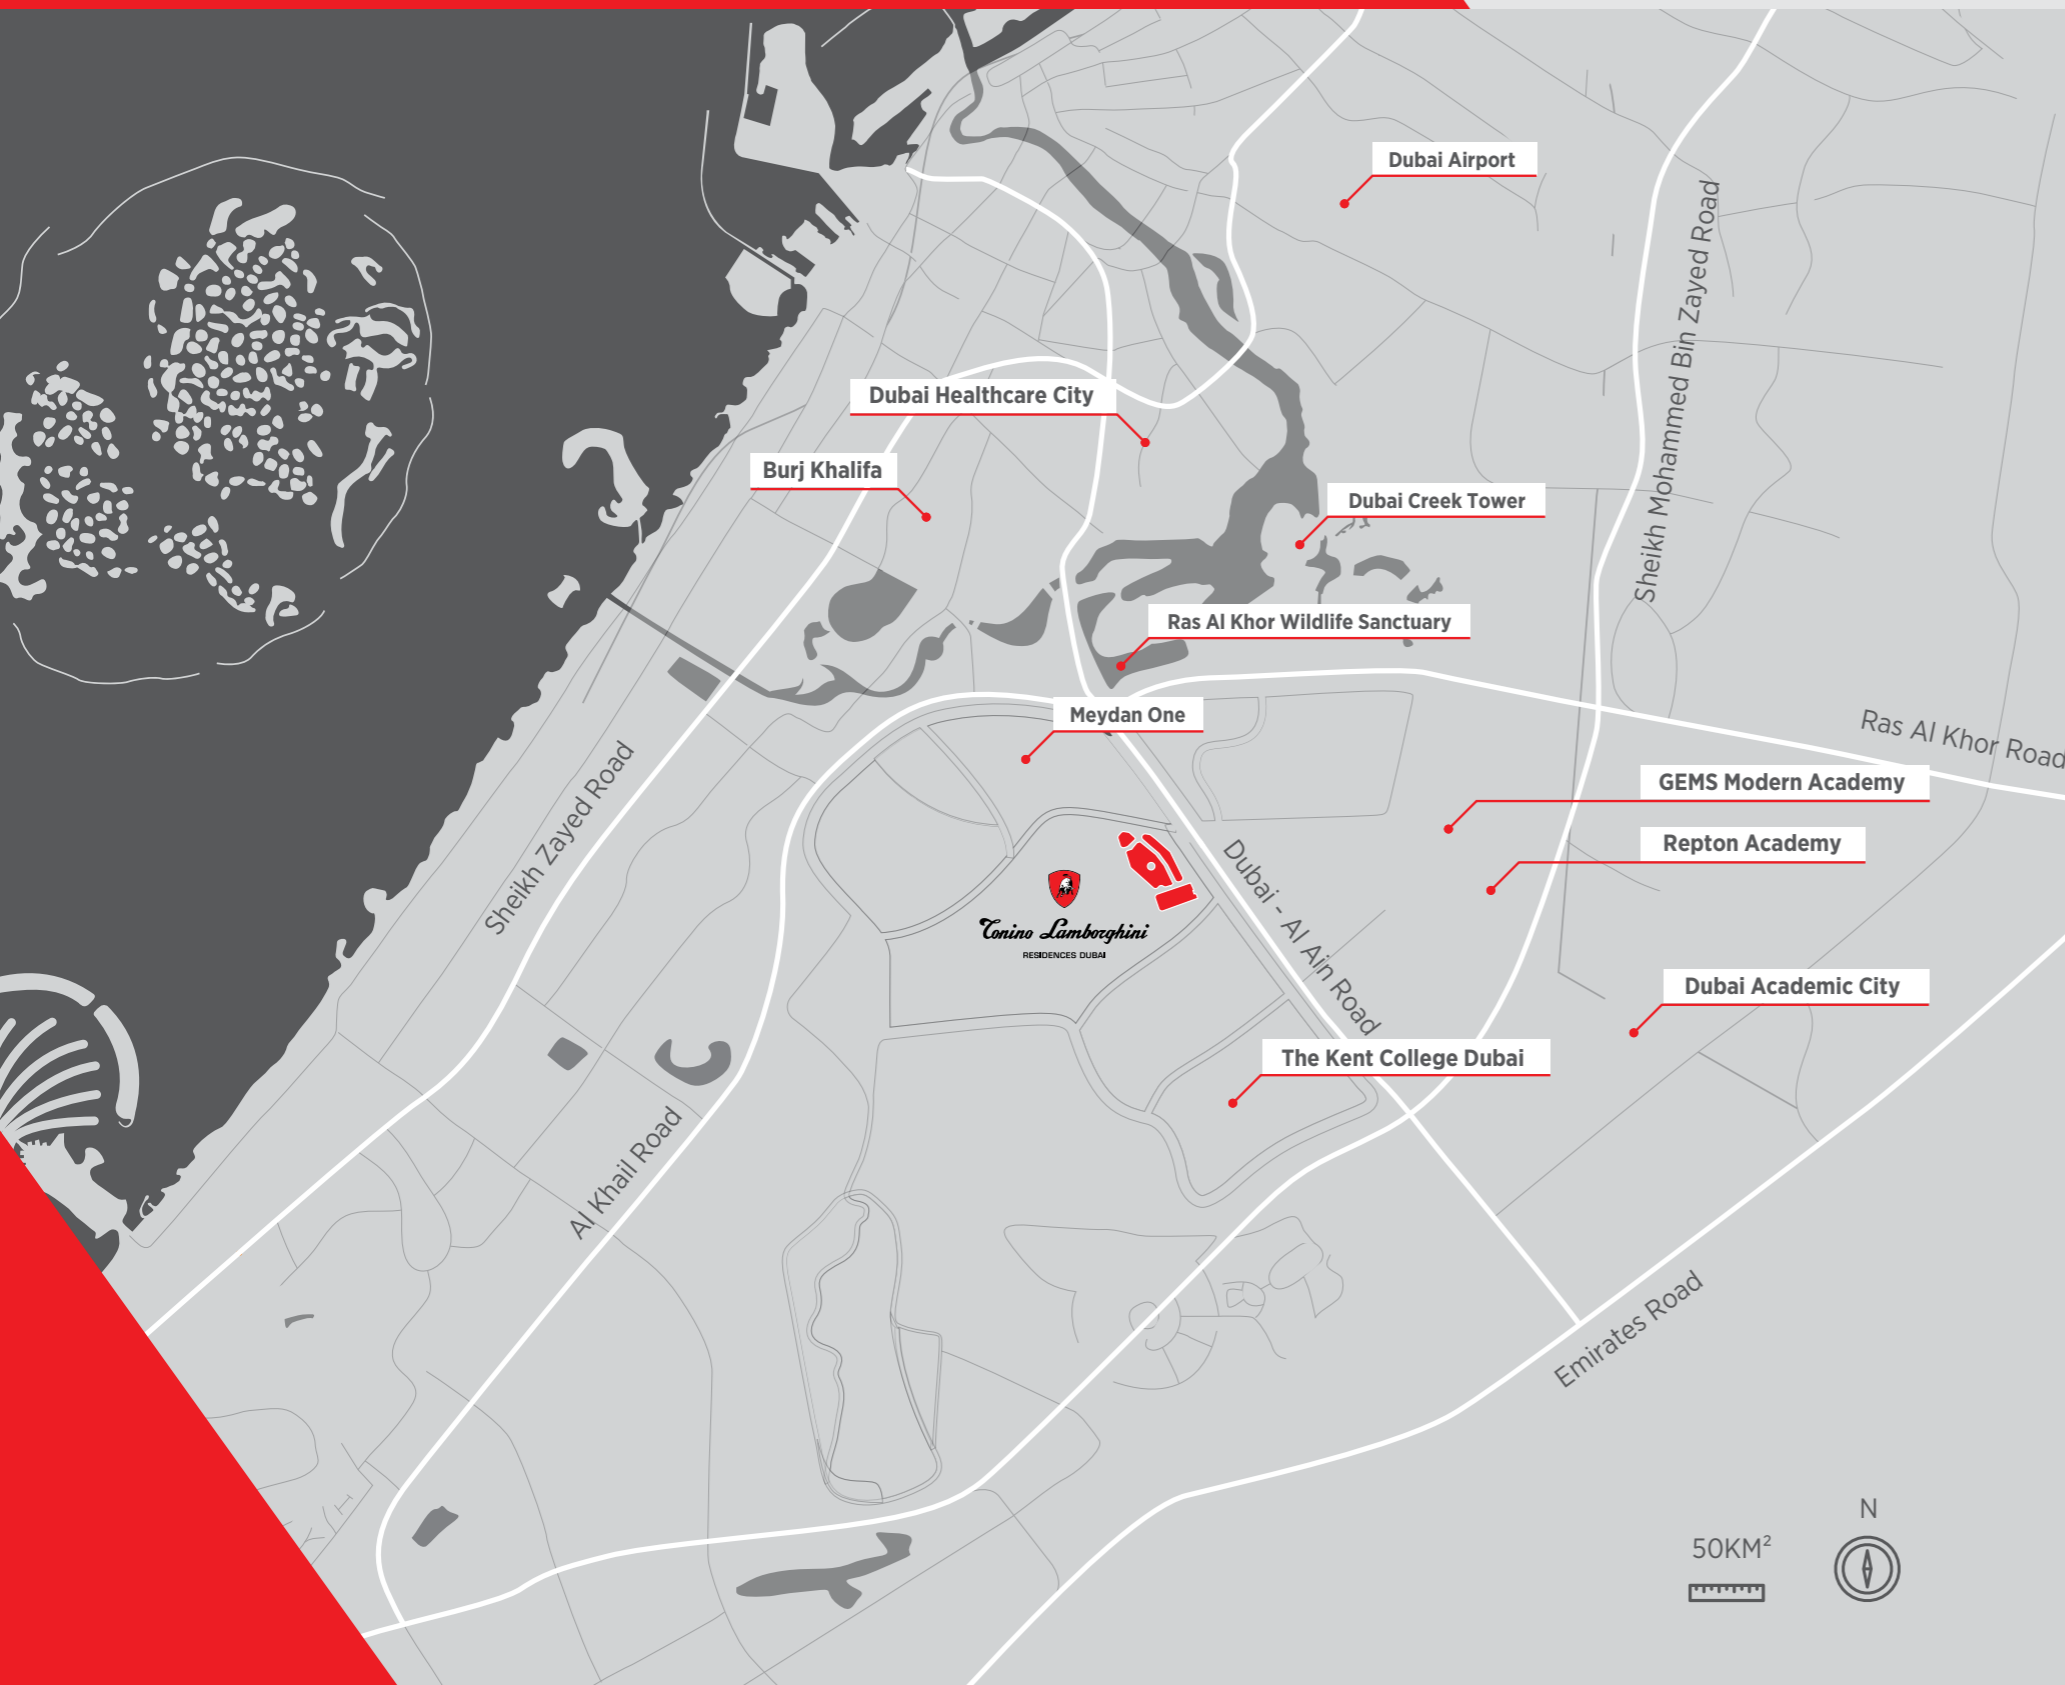 Dubai Airport
Sheikh Mohammed Bin Zayed Road
Dubai Healthcare City
Burj Khalifa
Dubai Creek Tower
Ras Al Khor Wildlife Sanctuary
Meydan One
Ras Al Khor Road
GEMS Modern Academy
Sheikh Zayed Road
Repton Academy
Dubai - Al Ain Road
Tonino Lamborghini
RESIDENCES DUBAI
Dubai Academic City
The Kent College Dubai
Al Khail Road
Emirates Road
N
50KM²